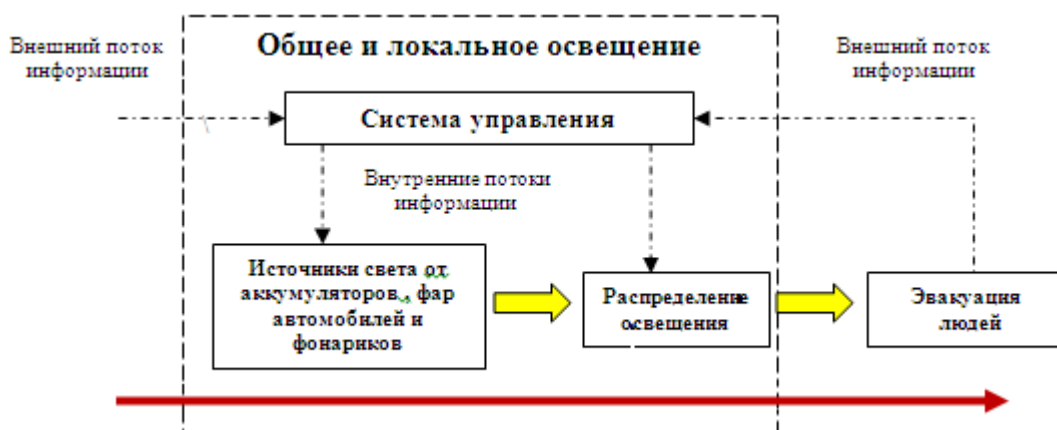 Общее и локальное освещение
Внешний поток
информации
Внешний поток
информации
Система управления
Внутренние потоки
информации
Источники света от
аккумуляторов , фар
автомобилей и
фонариков
Распределение
освещения
Эвакуация
людей